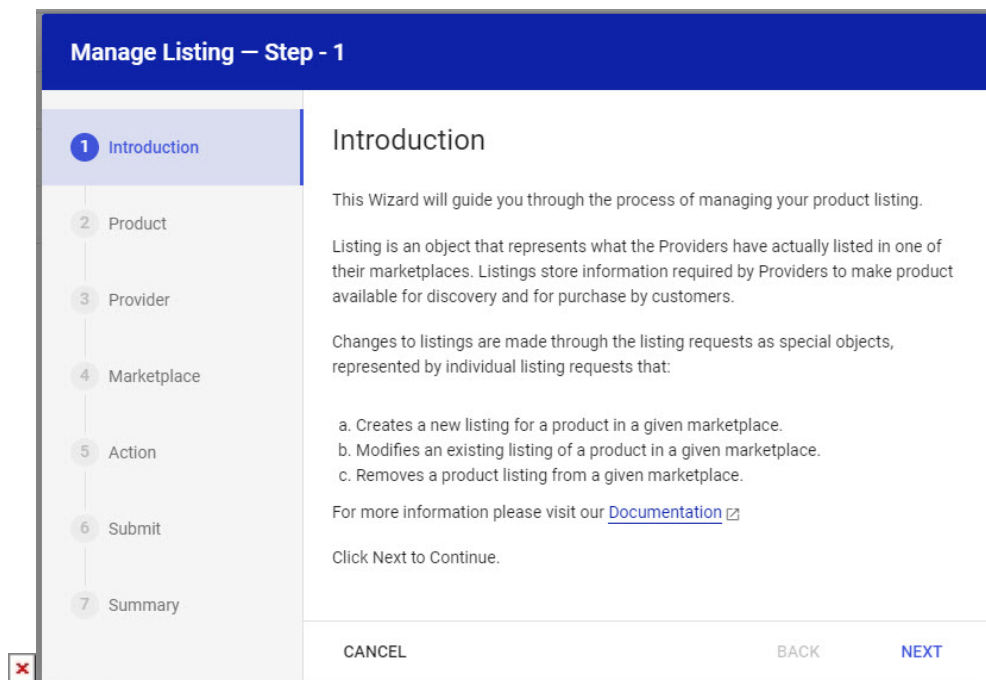 Manage Listing — Step - 1
1 Introduction
2 Product
3 Provider
4 Marketplace
5 Action
6 Submit
7 Summary
Introduction
This Wizard will guide you through the process of managing your product listing.
Listing is an object that represents what the Providers have actually listed in one of
their marketplaces. Listings store information required by Providers to make product
available for discovery and for purchase by customers.
Changes to listings are made through the listing requests as special objects,
represented by individual listing requests that:
a. Creates a new listing for a product in a given marketplace.
b. Modifies an existing listing of a product in a given marketplace.
c. Removes a product listing from a given marketplace.
For more information please visit our Documentation
Click Next to Continue.
CANCEL
BACK
NEXT